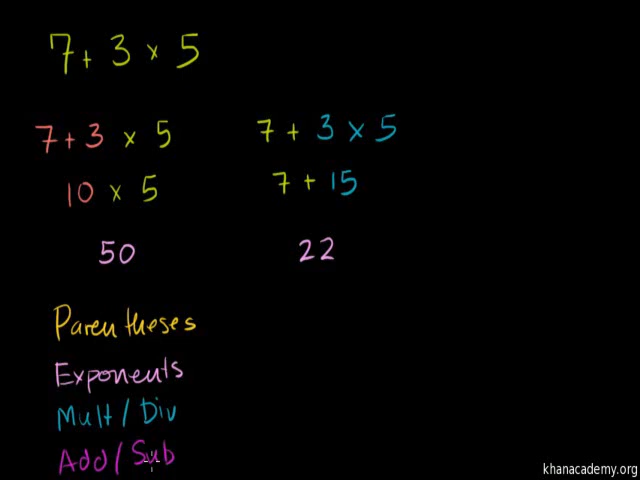 7 + 3 × 5
7 + 3 × 5
10 × 5
50
7 + 3 × 5
7 + 15
22
Parentheses
Exponents
Mult / Div
Add / Sub
khanacademy.org